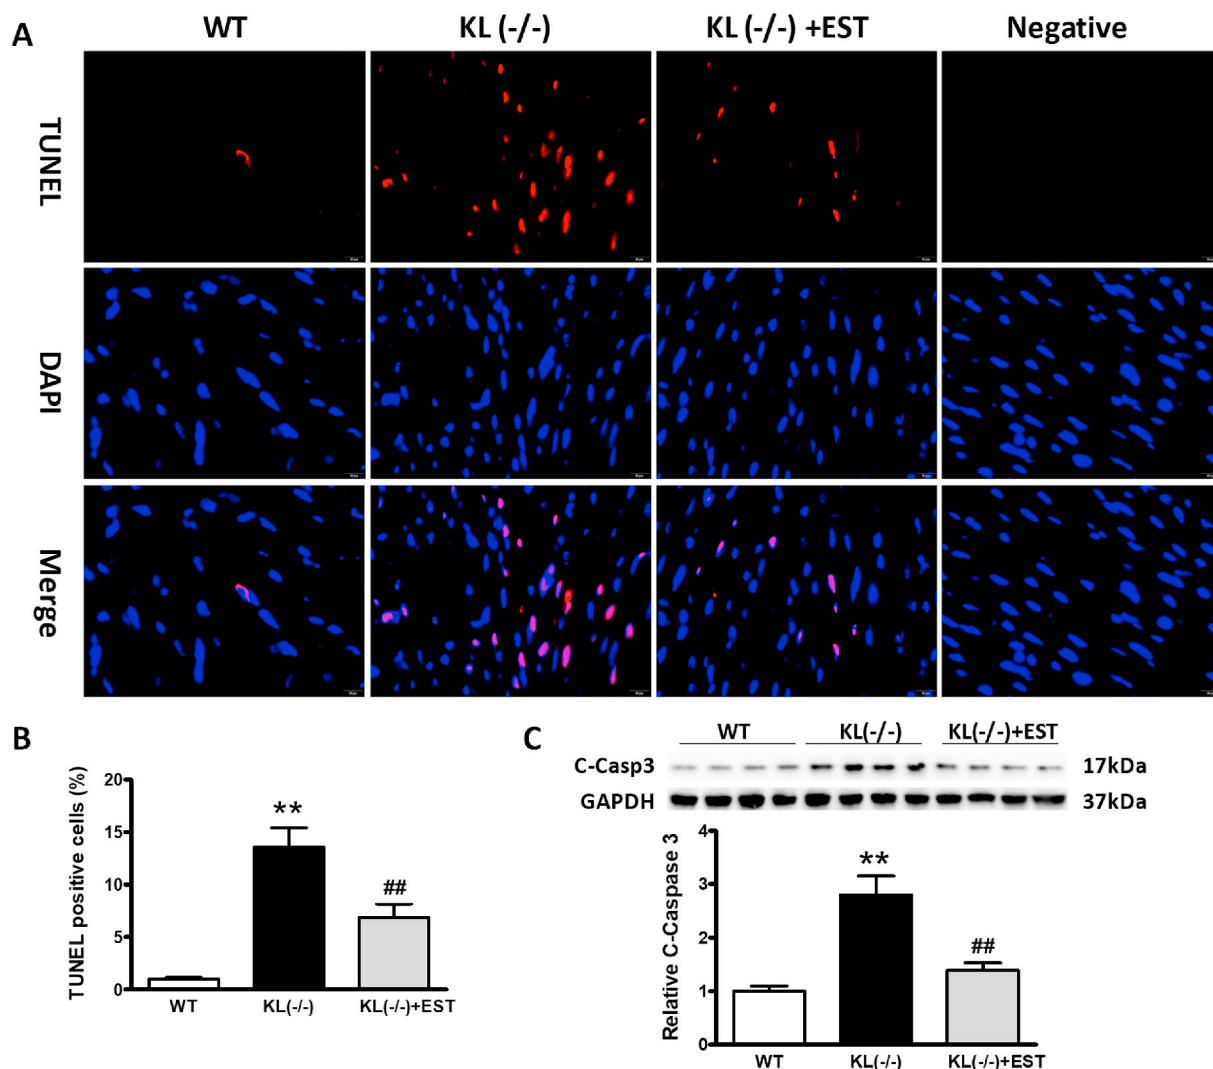 A
WT KL (-/-) KL (-/-) +EST Negative
TUNEL
DAPI
Merge
B
TUNEL positive cells (%)
20
15
10
5
0
**
##
WT KL(-/-) KL(-/-)+EST
C
WT KL(-/-) KL(-/-)+EST
C-Casp3 17kDa
GAPDH 37kDa
Relative C-Caspase 3
4
3
2
1
0
**
##
WT KL(-/-) KL(-/-)+EST